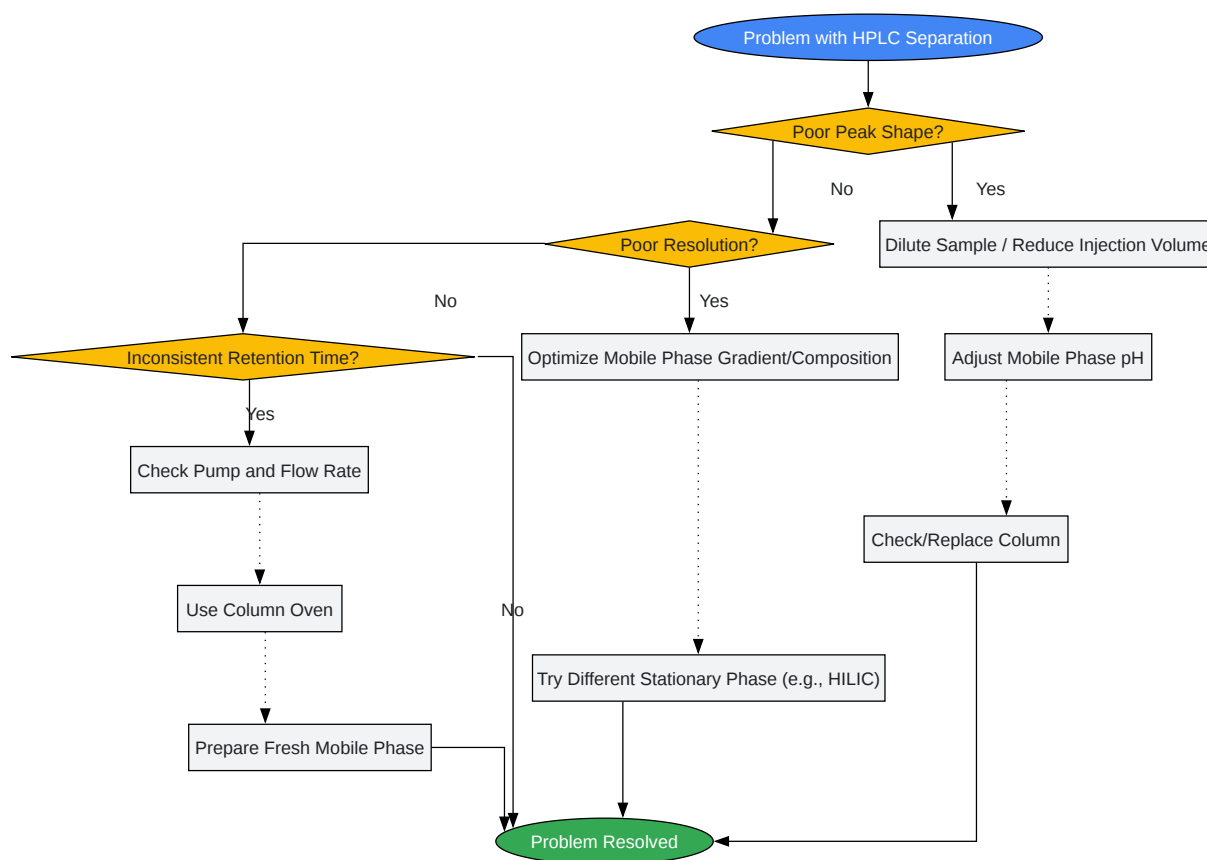 Problem with HPLC Separation
Poor Peak Shape?
No
Yes
Poor Resolution?
Dilute Sample / Reduce Injection Volume
No
Yes
Inconsistent Retention Time?
Optimize Mobile Phase Gradient/Composition
Adjust Mobile Phase pH
Yes
Check Pump and Flow Rate
Check/Replace Column
Use Column Oven
No
Try Different Stationary Phase (e.g., HILIC)
Prepare Fresh Mobile Phase
Problem Resolved